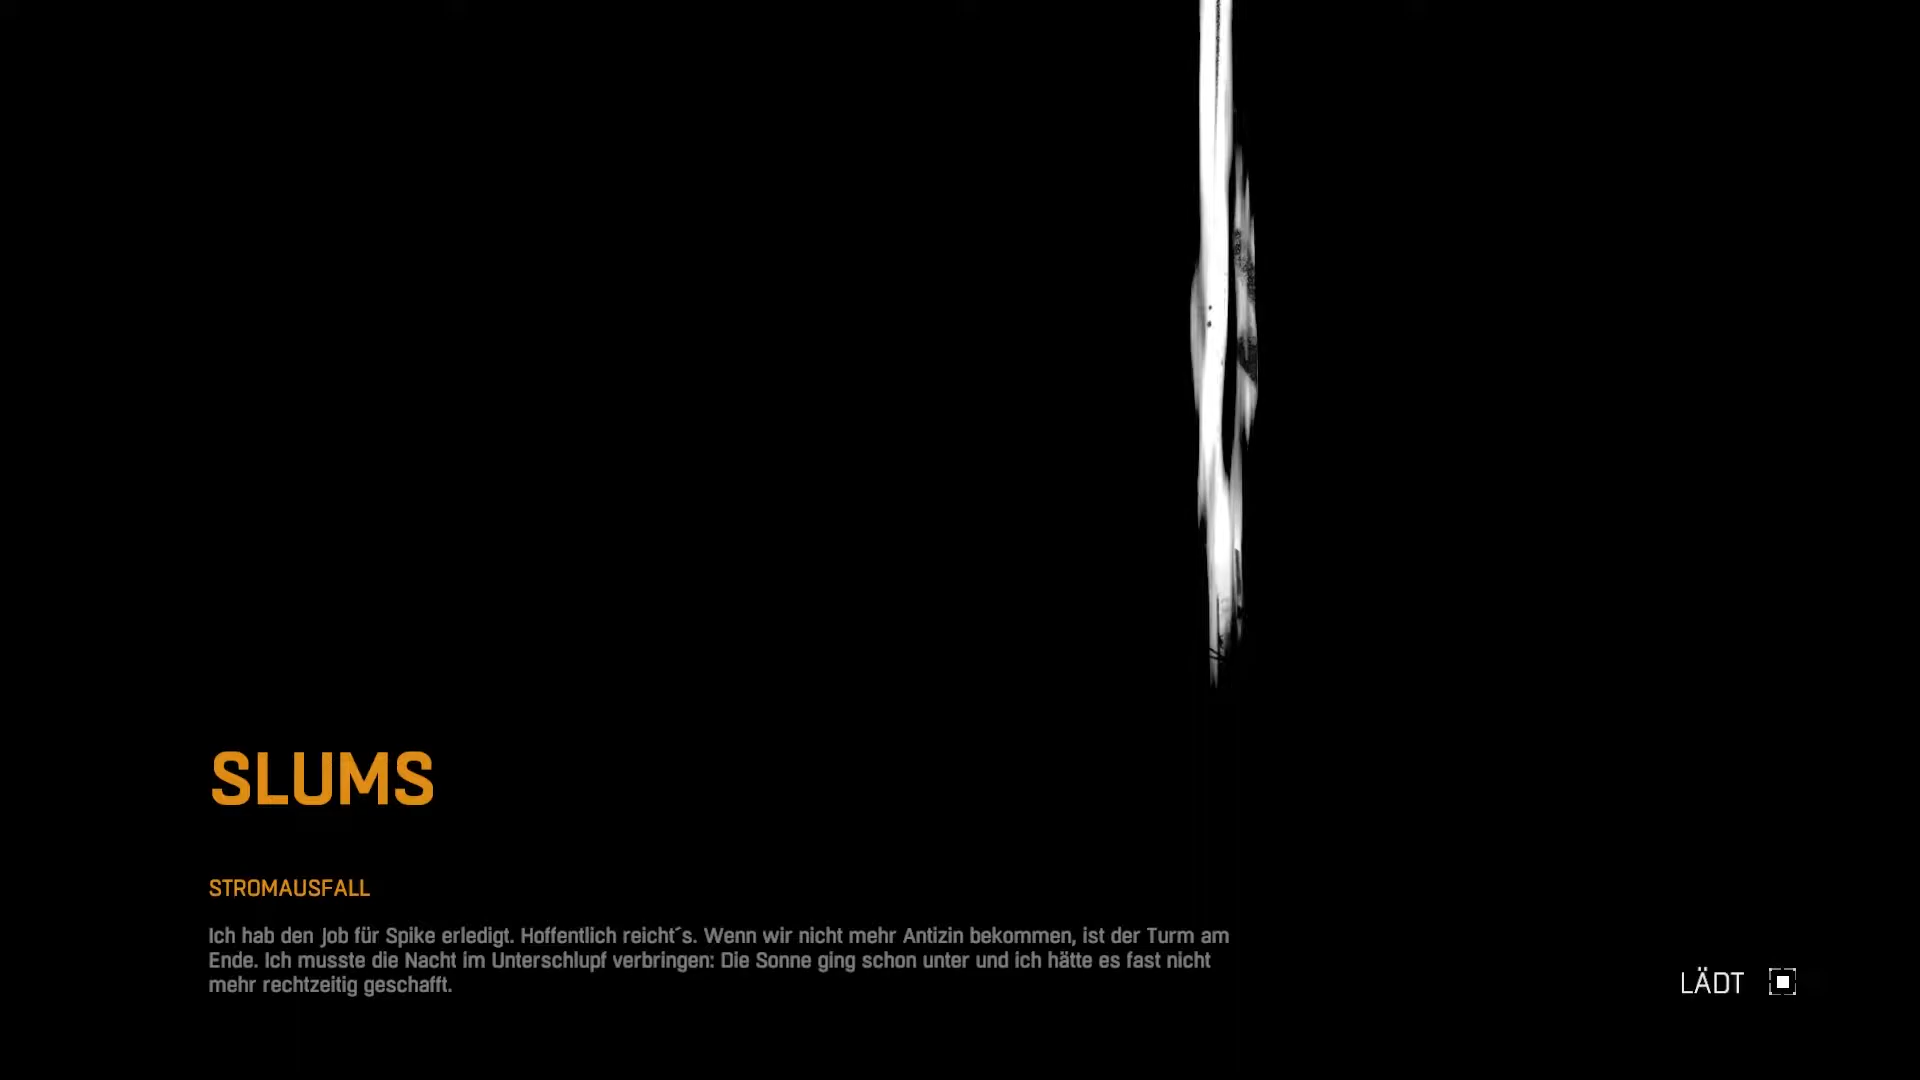 SLUMS
STROMAUSFALL
Ich hab den Job für Spike erledigt. Hoffentlich reicht´s. Wenn wir nicht mehr Antizin bekommen, ist der Turm am
Ende. Ich musste die Nacht im Unterschlupf verbringen: Die Sonne ging schon unter und ich hätte es fast nicht
mehr rechtzeitig geschafft.
LÄDT